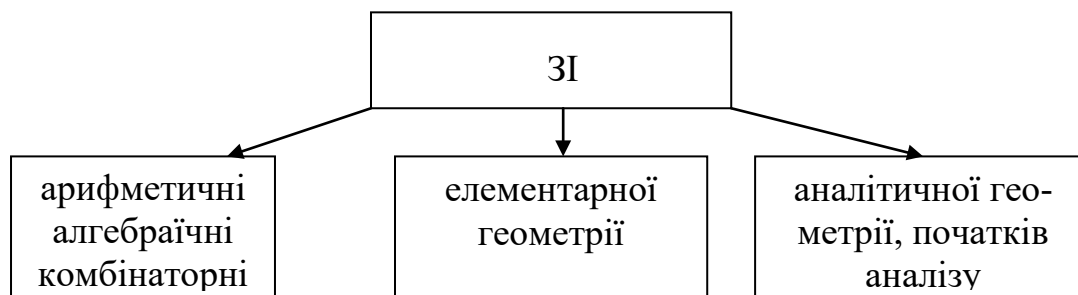 ЗІ
арифметичні
алгебраїчні
комбінаторні
елементарної
геометрії
аналітичної гео-
метрії, початків
аналізу